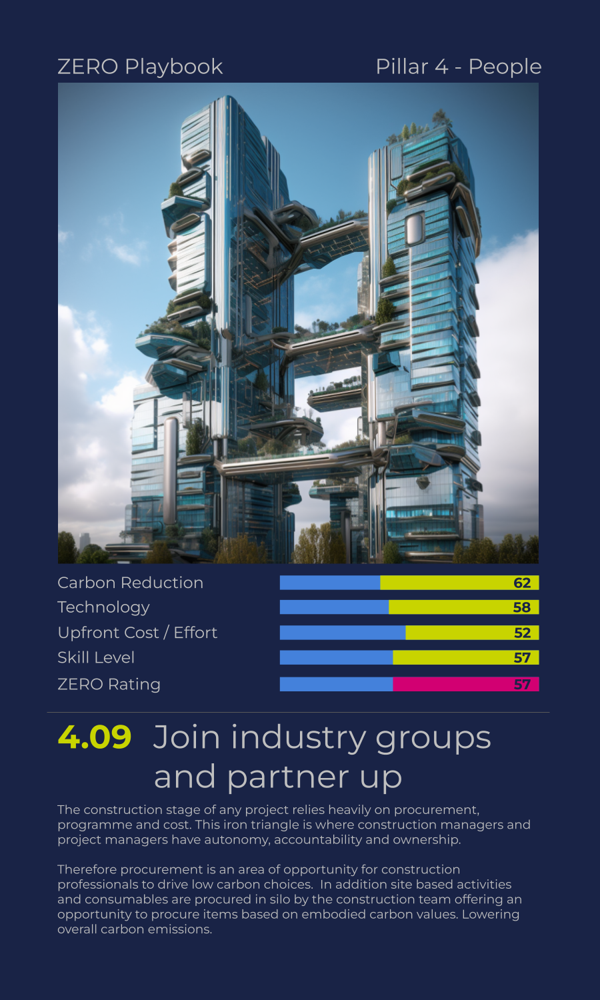 ZERO Playbook Pillar 4 - People
Carbon Reduction 62
Technology 58
Upfront Cost / Effort 52
Skill Level 57
ZERO Rating 57
4.09 Join industry groups
and partner up
The construction stage of any project relies heavily on procurement,
programme and cost. This iron triangle is where construction managers and
project managers have autonomy, accountability and ownership.
Therefore procurement is an area of opportunity for construction
professionals to drive low carbon choices.  In addition site based activities
and consumables are procured in silo by the construction team offering an
opportunity to procure items based on embodied carbon values. Lowering
overall carbon emissions.